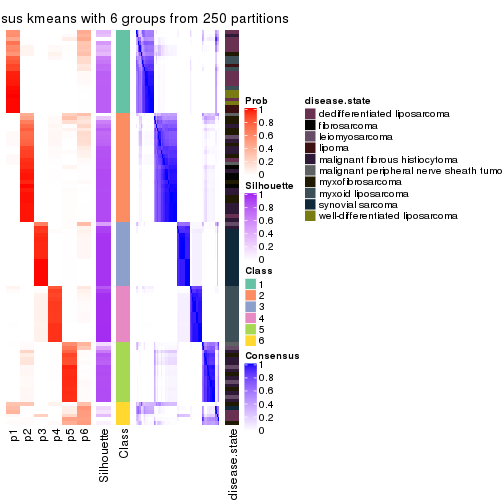 sus kmeans with 6 groups from 250 partitions
p1
p2
p3
p4
p5
p6
Silhouette
Class
disease.state
Prob
1
0.8
0.6
0.4
0.2
0
Silhouette
1
0.8
0.6
0.4
0.2
0
Class
1
2
3
4
5
6
Consensus
1
0.8
0.6
0.4
0.2
0
disease.state
dedifferentiated liposarcoma
fibrosarcoma
leiomyosarcoma
lipoma
malignant fibrous histiocytoma
malignant peripheral nerve sheath tumo
myxofibrosarcoma
myxoid liposarcoma
synovial sarcoma
well-differentiated liposarcoma